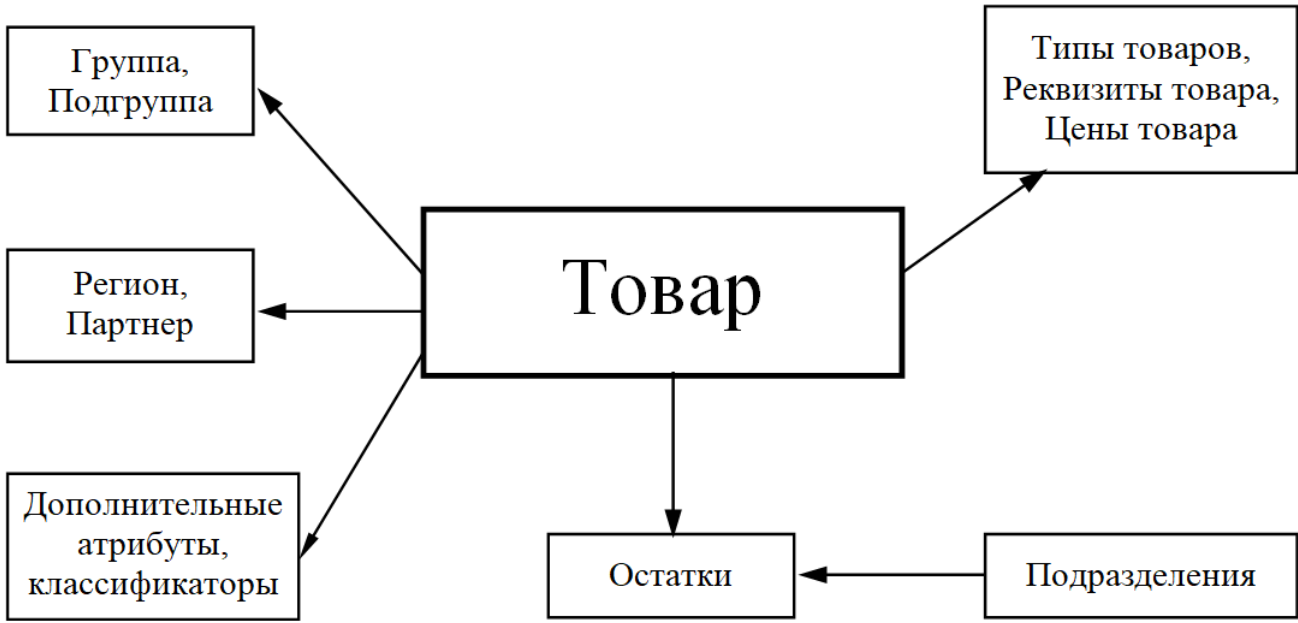 Группа,
Подгруппа
Типы товаров,
Реквизиты товара,
Цены товара
Товар
Регион,
Партнер
Дополнительные
атрибуты,
классификаторы
Остатки
Подразделения